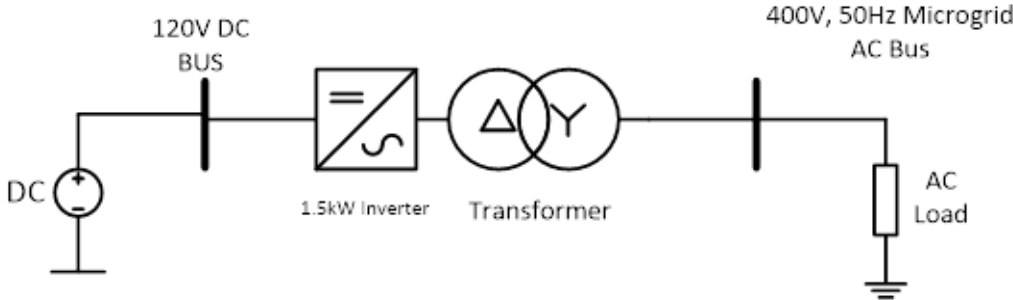 120V DC
BUS
400V, 50Hz Microgrid
AC Bus
DC
1.5kW Inverter
Transformer
AC
Load